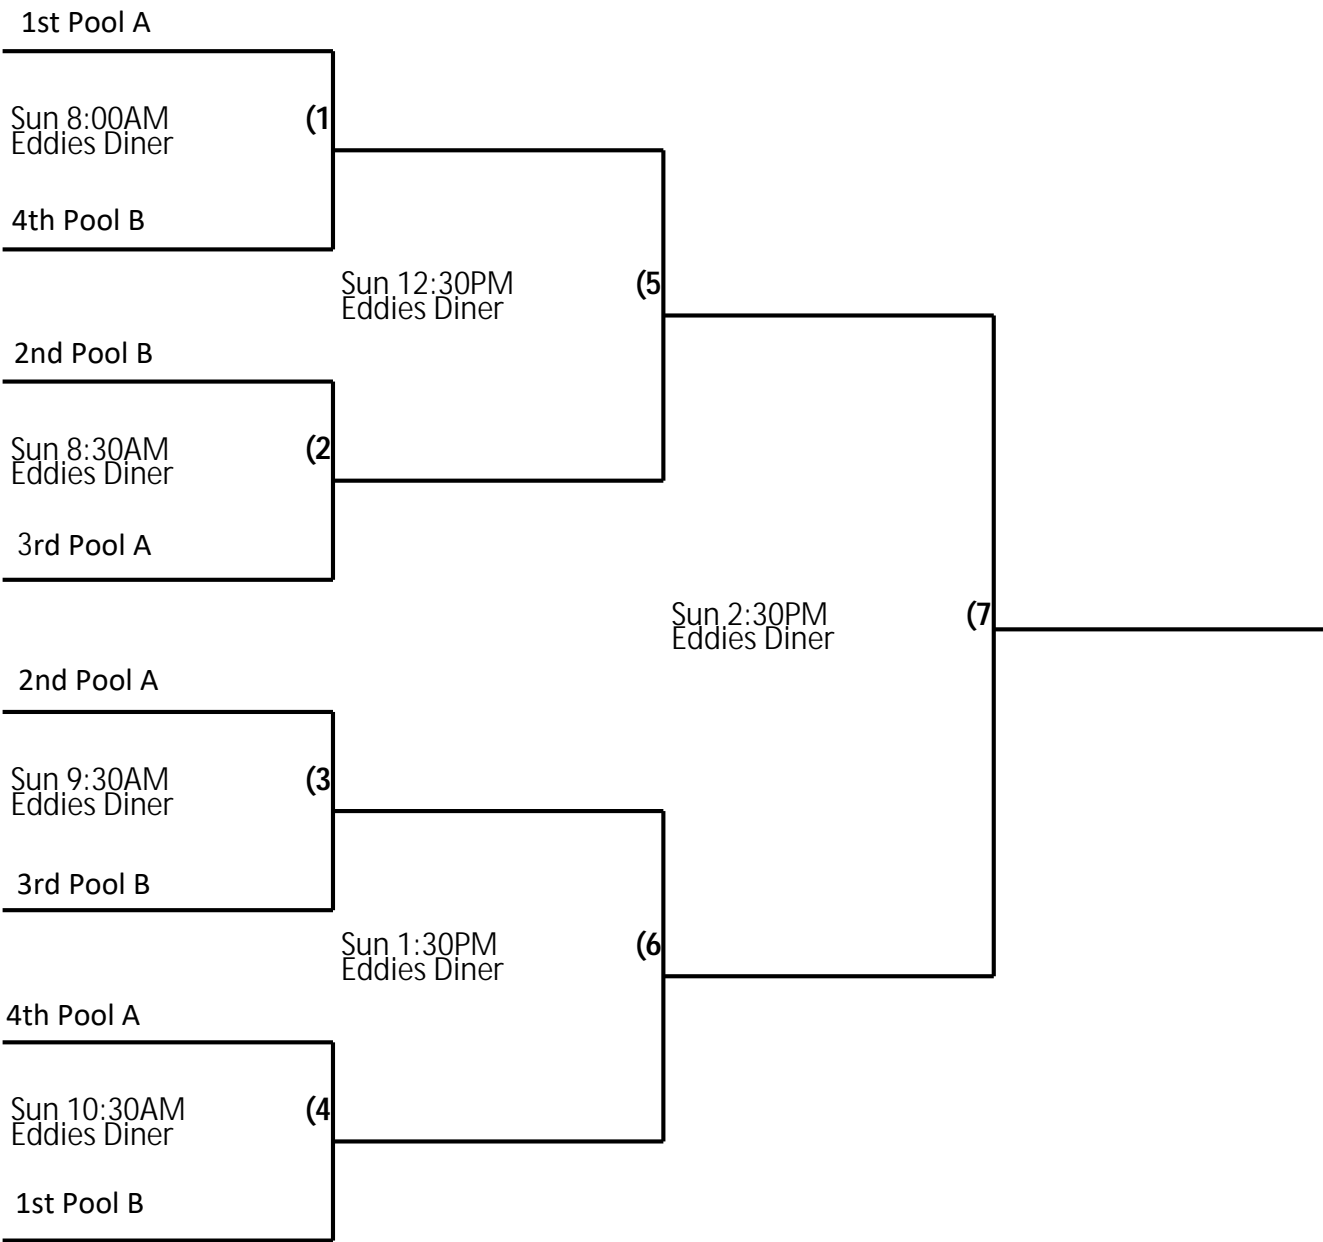 1st Pool A
Sun 8:00AM (1
Eddies Diner
4th Pool B
Sun 12:30PM (5
Eddies Diner
2nd Pool B
Sun 8:30AM (2
Eddies Diner
3rd Pool A
Sun 2:30PM (7
Eddies Diner
2nd Pool A
Sun 9:30AM (3
Eddies Diner
3rd Pool B
Sun 1:30PM (6
Eddies Diner
4th Pool A
Sun 10:30AM (4
Eddies Diner
1st Pool B